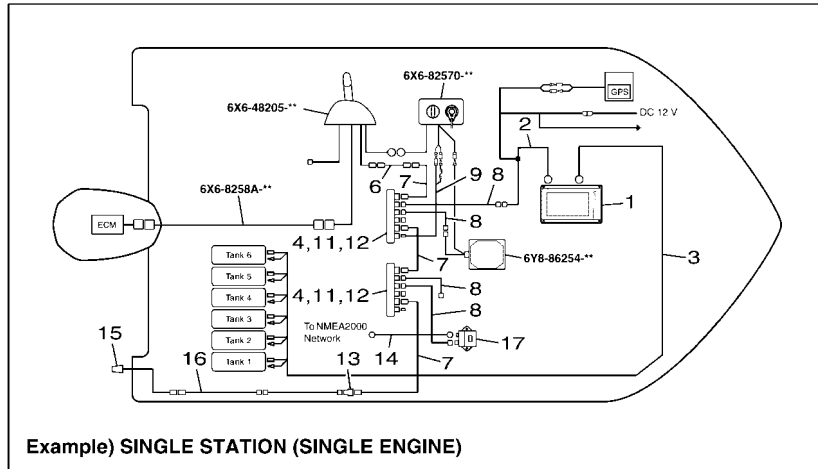 6X6-82570-**
6X6-48205-**
GPS
DC 12 V
2
6
7
9
8
1
6X6-8258A-**
ECM
8
4,11,12
6Y8-86254-**
3
Tank 6
7
Tank 5
4,11,12
8
Tank 4
8
Tank 3
To NMEA2000
Network
15
Tank 2
17
16
13
14
7
Tank 1
Example) SINGLE STATION (SINGLE ENGINE)